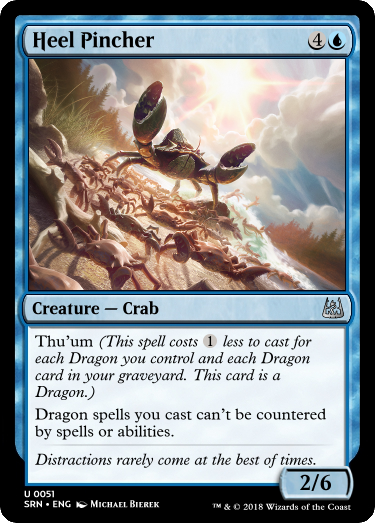 Heel Pincher 4
Creature — Crab
Thu'um (This spell costs 1 less to cast for
each Dragon you control and each Dragon
card in your graveyard. This card is a
Dragon.)
Dragon spells you cast can't be countered
by spells or abilities.
Distractions rarely come at the best of times.
2/6
U 0051
SRN • ENG Michael Bierek
™ & © 2018 Wizards of the Coast